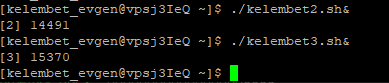 [kelembet_evgen@vpsj3IeQ ~]$ ./kelembet2.sh&
[2] 14491
[kelembet_evgen@vpsj3IeQ ~]$ ./kelembet3.sh&
[3] 15370
[kelembet_evgen@vpsj3IeQ ~]$